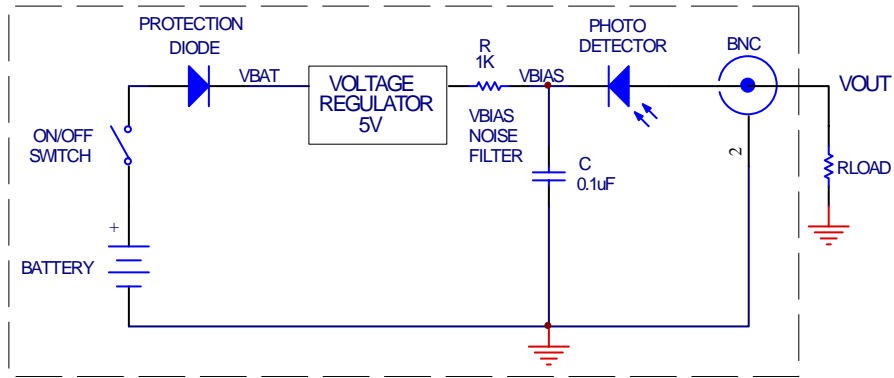 PROTECTION
DIODE
PHOTO
DETECTOR
BNC
R
1K
VBAT
VOLTAGE
REGULATOR
5V
VBIAS
VOUT
ON/OFF
SWITCH
VBIAS
NOISE
FILTER
2
C
0.1uF
RLOAD
+
BATTERY